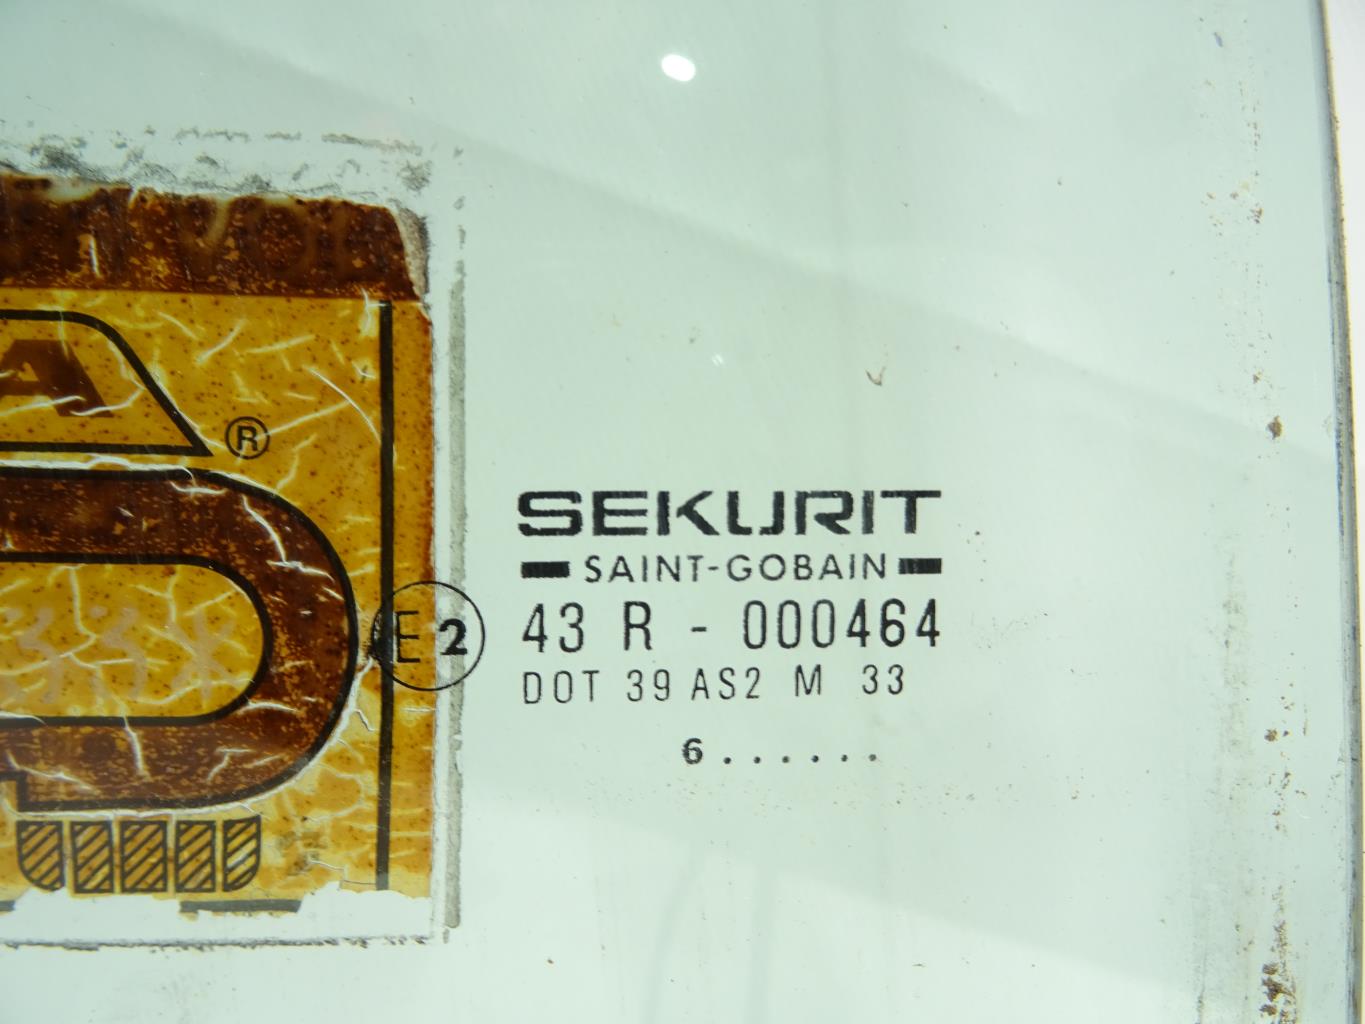 A
®
SEKURIT
SAINT-GOBAIN
E2
43 R - 000464
DOT 39 AS2 M 33
6......